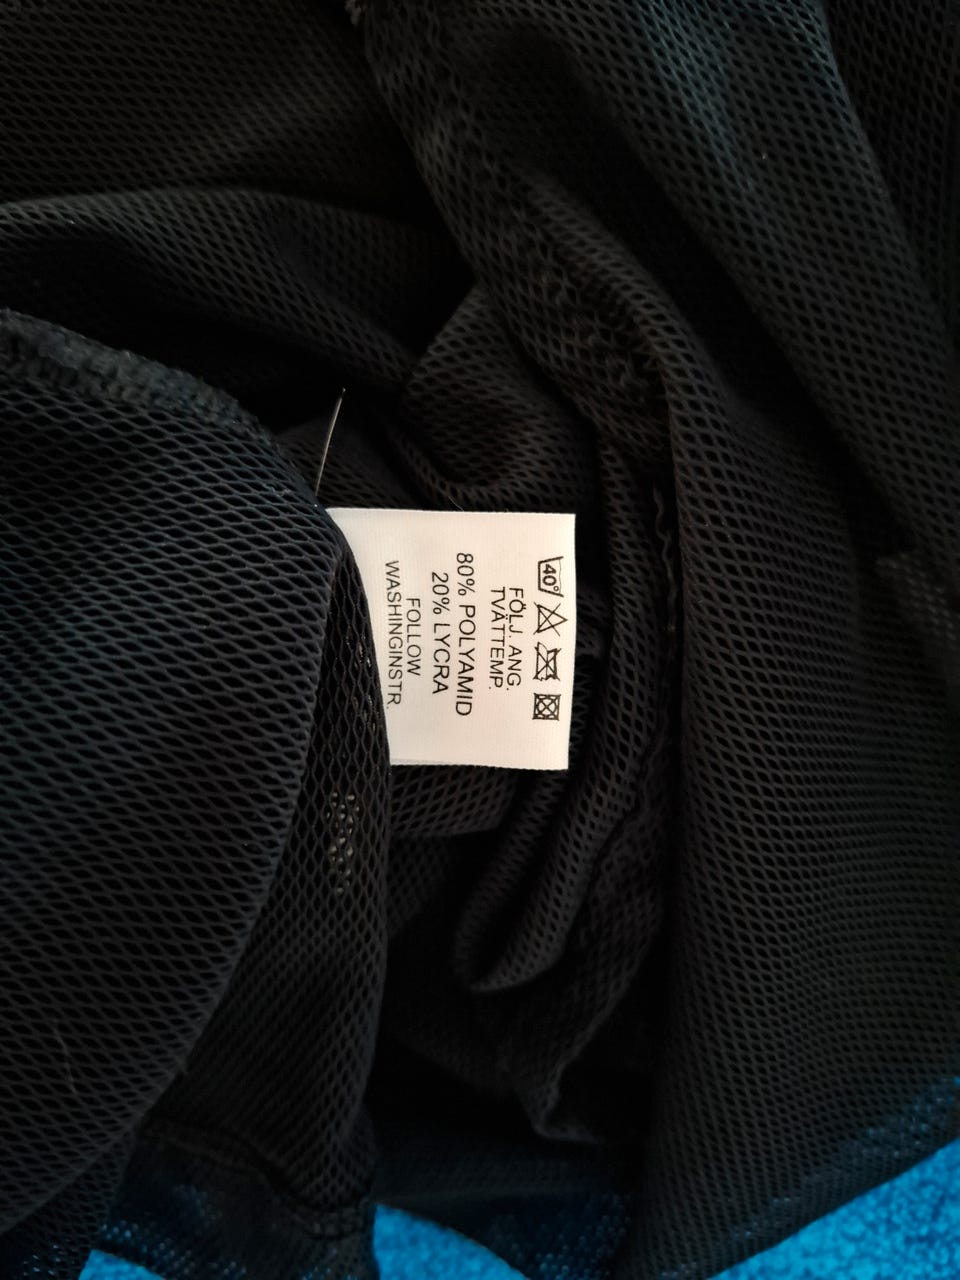 40°
FÖLJ. ANG.
TVÄTTEMP.
80% POLYAMID
20% LYCRA
FOLLOW
WASHINGINSTR.